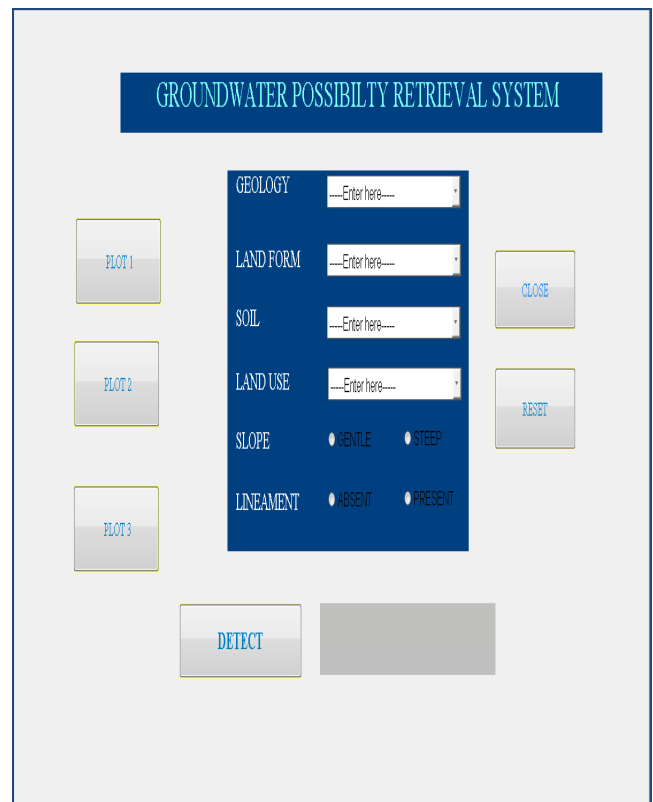 GROUNDWATER POSSIBILTY RETRIEVAL SYSTEM
GEOLOGY -----Enter here-----
PLOT 1
LAND FORM -----Enter here-----
CLOSE
SOIL -----Enter here-----
PLOT 2
LAND USE -----Enter here-----
RESET
SLOPE GENTLE STEEP
LINEAMENT ABSENT PRESENT
PLOT 3
DETECT